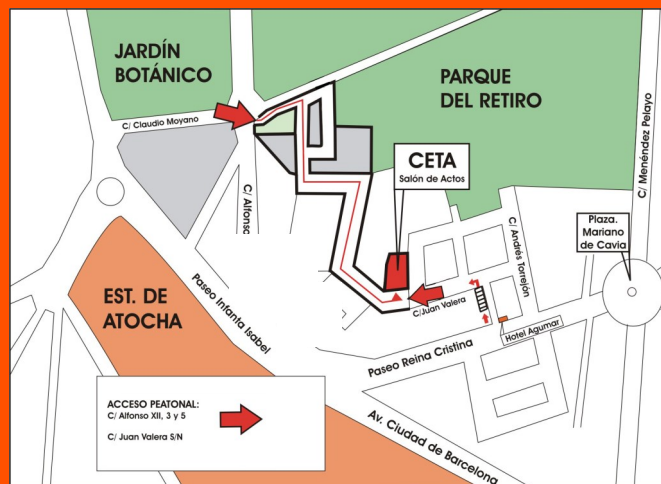 JARDÍN
BOTÁNICO
C/ Claudio Moyano
PARQUE
DEL RETIRO
C/ Menéndez Pelayo
CETA
Salón de Actos
C/ Alfonso
C/ Andrés Torrejón
Plaza.
Mariano
de Cavia
EST. DE
ATOCHA
Paseo Infanta Isabel
C/Juan Valera
Hotel Agumar
Paseo Reina Cristina
Av. Ciudad de Barcelona
ACCESO PEATONAL:
C/ Alfonso XII, 3 y 5
C/ Juan Valera S/N